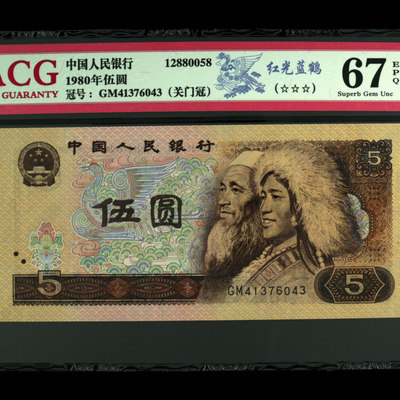 ACG
GUARANTY
中国人民银行 12880058
1980年伍圆
冠号：GM41376043（关门冠）
红光蓝鹤
（☆☆☆）
67
E
P
Q
Superb Gem Unc
中国人民银行
5
伍圆
5
GM41376043
5